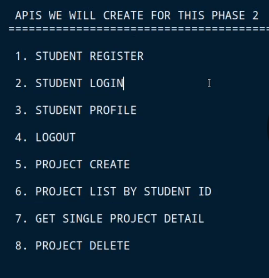 APIS WE WILL CREATE FOR THIS PHASE 2
========================================
1. STUDENT REGISTER
2. STUDENT LOGIN
3. STUDENT PROFILE
4. LOGOUT
5. PROJECT CREATE
6. PROJECT LIST BY STUDENT ID
7. GET SINGLE PROJECT DETAIL
8. PROJECT DELETE